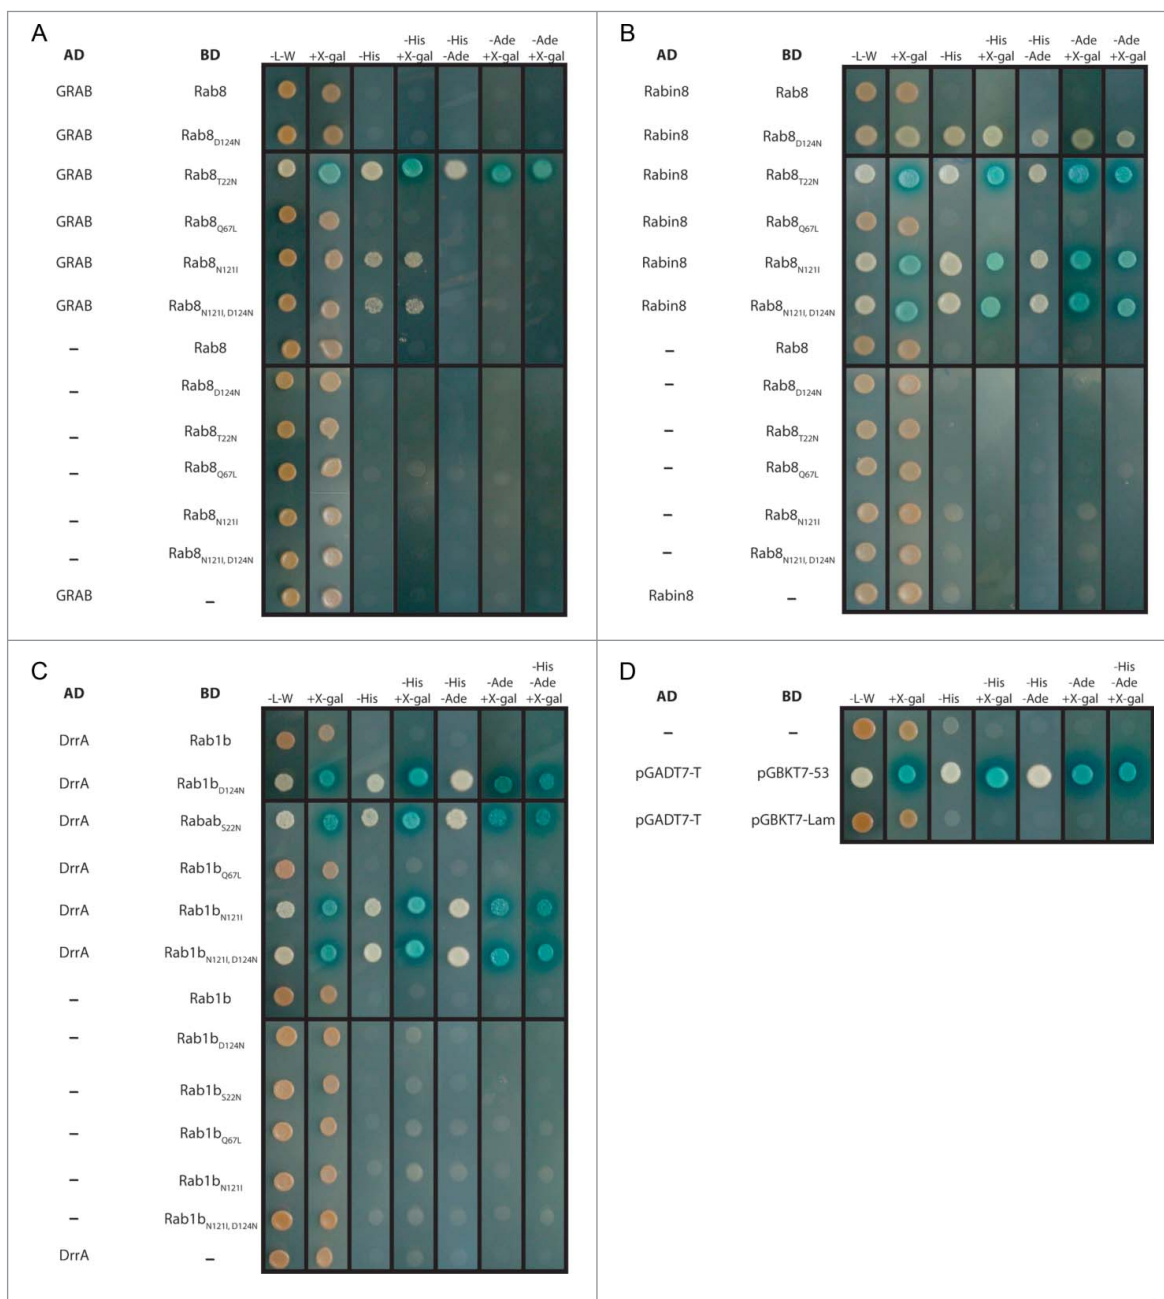 A
AD BD -L-W +X-gal -His -His +X-gal -His -Ade -Ade +X-gal -Ade +X-gal
GRAB Rab8
GRAB Rab8D124N
GRAB Rab8T22N
GRAB Rab8Q67L
GRAB Rab8N121I
GRAB Rab8N121I, D124N
– Rab8
– Rab8D124N
– Rab8T22N
– Rab8Q67L
– Rab8N121I
– Rab8N121I, D124N
GRAB –
B
AD BD -L-W +X-gal -His -His +X-gal -His -Ade -Ade +X-gal -Ade +X-gal
Rabin8 Rab8
Rabin8 Rab8D124N
Rabin8 Rab8T22N
Rabin8 Rab8Q67L
Rabin8 Rab8N121I
Rabin8 Rab8N121I, D124N
– Rab8
– Rab8D124N
– Rab8T22N
– Rab8Q67L
– Rab8N121I
– Rab8N121I, D124N
Rabin8 –
C
AD BD -L-W +X-gal -His -His +X-gal -His -Ade -Ade +X-gal -His -Ade +X-gal
DrrA Rab1b
DrrA Rab1bD124N
DrrA RababS22N
DrrA Rab1bQ67L
DrrA Rab1bN121I
DrrA Rab1bN121I, D124N
– Rab1b
– Rab1bD124N
– Rab1bS22N
– Rab1bQ67L
– Rab1bN121I
– Rab1bN121I, D124N
DrrA –
D
AD BD -L-W +X-gal -His -His +X-gal -His -Ade -Ade +X-gal -His -Ade +X-gal
– –
pGADT7-T pGBKT7-53
pGADT7-T pGBKT7-Lam